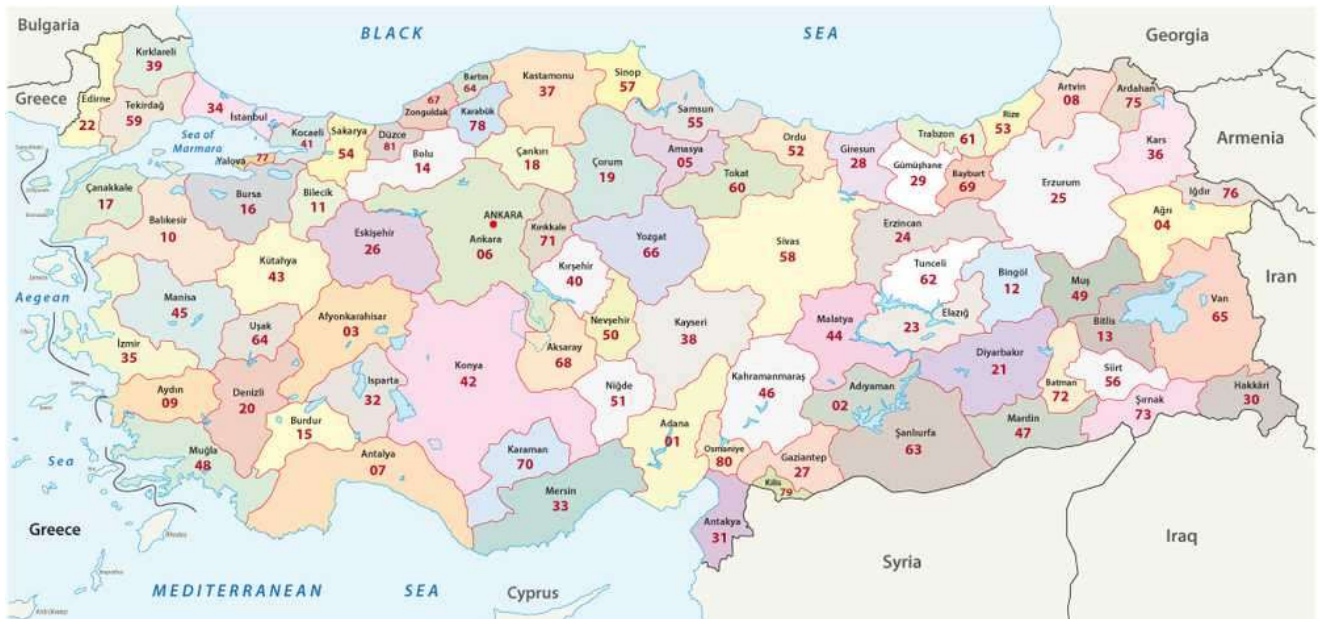 Bulgaria
BLACK
SEA
Georgia
Kırklareli
39
Greece
Edirne
22
Tekirdağ
59
34
İstanbul
Sea of
Marmara
Yalova
77
Kocaeli
41
Sakarya
54
Düzce
81
67
Zonguldak
Bartın
64
Karabük
78
Kastamonu
37
Sinop
57
Samsun
55
Bolu
14
Çankırı
18
Çorum
19
Amasya
05
Tokat
60
Ordu
52
Giresun
28
Trabzon
61
Rize
53
Artvin
08
Ardahan
75
Armenia
Kars
36
Gümüşhane
29
Bayburt
69
Erzurum
25
Iğdır
76
Ağrı
04
Çanakkale
17
Balıkesir
10
Bursa
16
Bilecik
11
Eskişehir
26
ANKARA
Ankara
06
Kırıkkale
71
Yozgat
66
Sivas
58
Erzincan
24
Tunceli
62
Bingöl
12
Muş
49
Iran
Kütahya
43
Kırşehir
40
Aegean
Manisa
45
Uşak
64
Afyonkarahisar
03
İzmir
35
Konya
42
Aksaray
68
Nevşehir
50
Kayseri
38
Malatya
44
23
Elazığ
Diyarbakır
21
Bitlis
13
Van
65
Batman
72
Siirt
56
Şırnak
73
Hakkâri
30
Aydın
09
Denizli
20
Isparta
32
Burdur
15
Niğde
51
Kahramanmaraş
46
Adıyaman
02
Şanlıurfa
63
Mardin
47
Sea
Muğla
48
Antalya
07
Karaman
70
Mersin
33
Adana
01
Osmaniye
80
Gaziantep
27
Kilis
79
Antakya
31
Greece
Rhodes
Syria
Iraq
MEDITERRANEAN
SEA
Cyprus